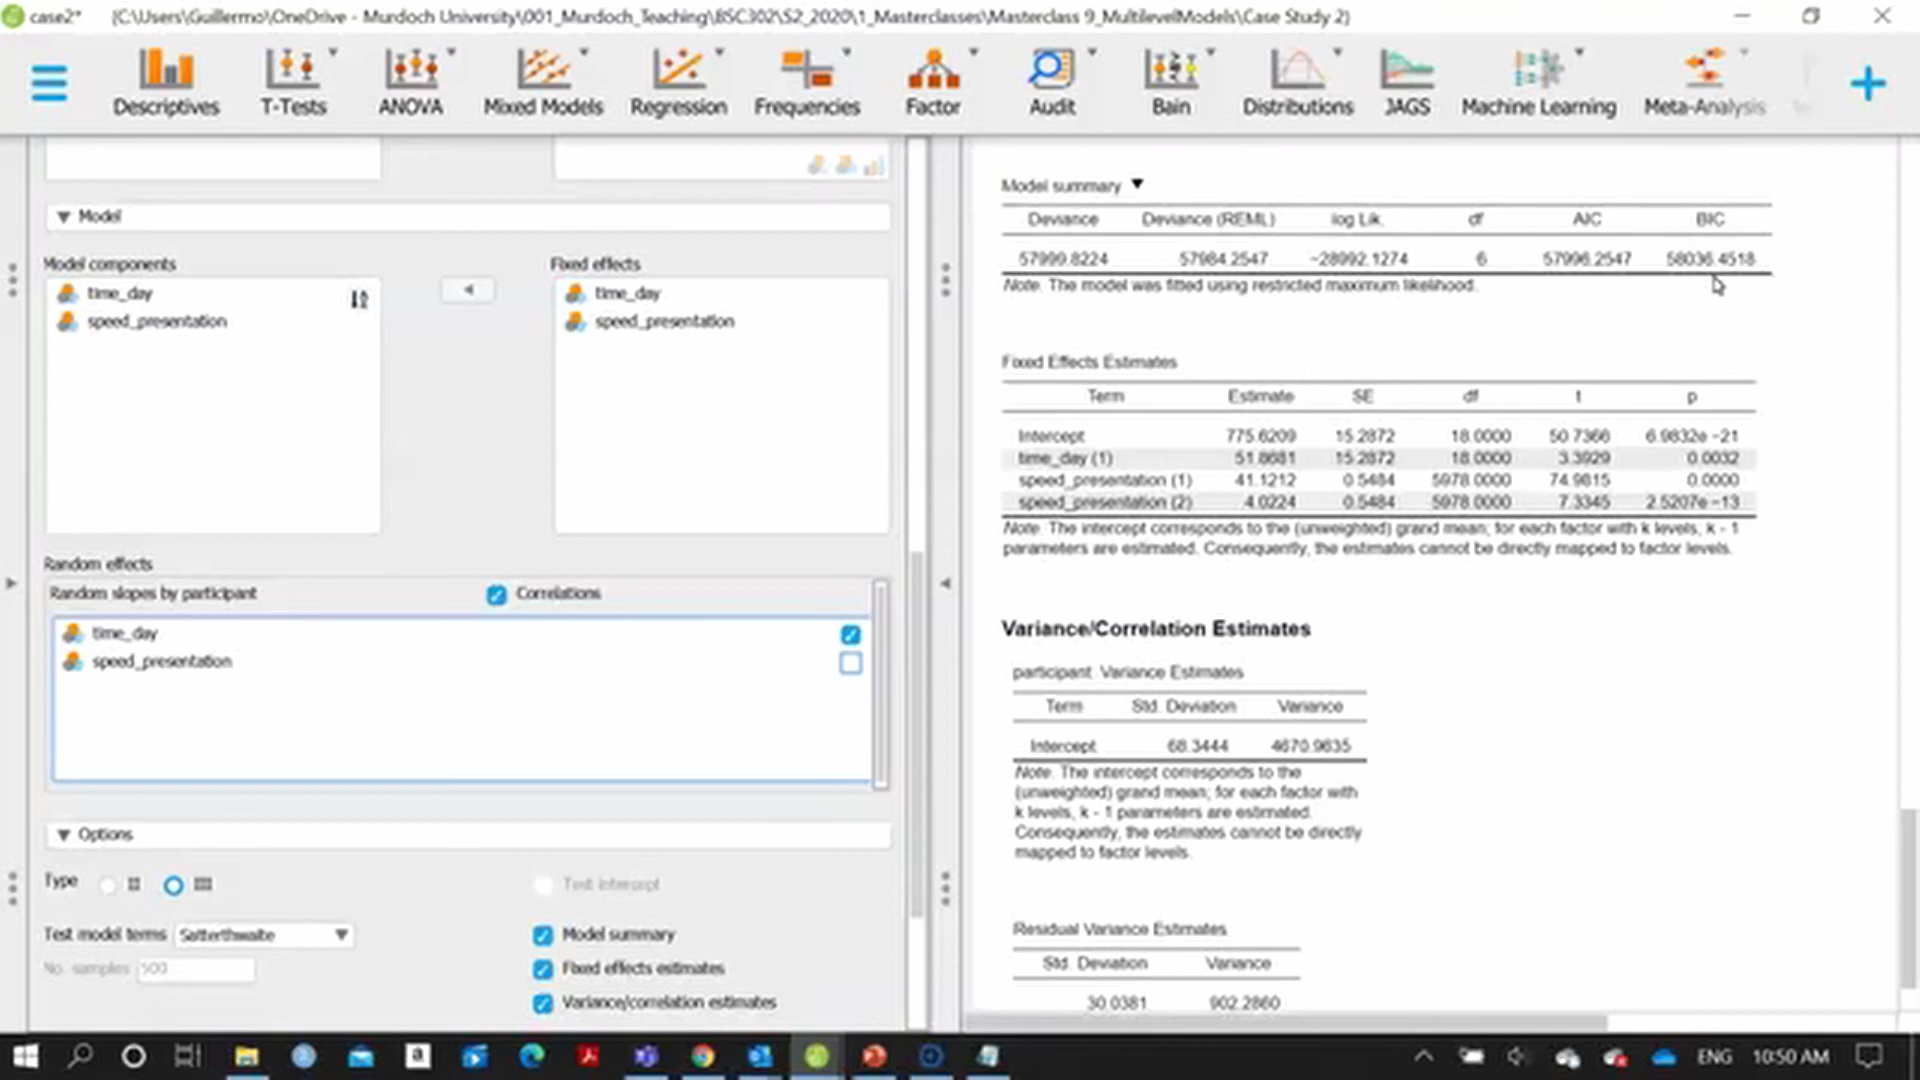 case2* (C:\Users\Guillermo\OneDrive - Murdoch University\001_Murdoch_Teaching\BSC302\S2_2020\1_Masterclasses\Masterclass 9_MultilevelModels\Case Study 2)
Descriptives T-Tests ANOVA Mixed Models Regression Frequencies Factor Audit Bain Distributions JAGS Machine Learning Meta-Analysis
Model
Model components Fixed effects
time_day time_day
speed_presentation speed_presentation
Random effects
Random slopes by participant Correlations
time_day
speed_presentation
Options
Type II III Test intercept
Test model terms Satterthwaite Model summary
No. samples 500 Fixed effects estimates
Variance/correlation estimates
Model summary
Deviance Deviance (REML) log Lik. df AIC BIC
57999.8224 57984.2547 −28992.1274 6 57996.2547 58036.4518
Note. The model was fitted using restricted maximum likelihood.
Fixed Effects Estimates
Term Estimate SE df t p
Intercept 775.6209 15.2872 18.0000 50.7366 6.9832e −21
time_day (1) 51.8681 15.2872 18.0000 3.3929 0.0032
speed_presentation (1) 41.1212 0.5484 5978.0000 74.9815 0.0000
speed_presentation (2) 4.0224 0.5484 5978.0000 7.3345 2.5207e −13
Note. The intercept corresponds to the (unweighted) grand mean; for each factor with k levels, k - 1
parameters are estimated. Consequently, the estimates cannot be directly mapped to factor levels.
Variance/Correlation Estimates
participant: Variance Estimates
Term Std. Deviation Variance
Intercept 68.3444 4670.9635
Note. The intercept corresponds to the
(unweighted) grand mean; for each factor with
k levels, k - 1 parameters are estimated.
Consequently, the estimates cannot be directly
mapped to factor levels.
Residual Variance Estimates
Std. Deviation Variance
30.0381 902.2860
ENG 10:50 AM